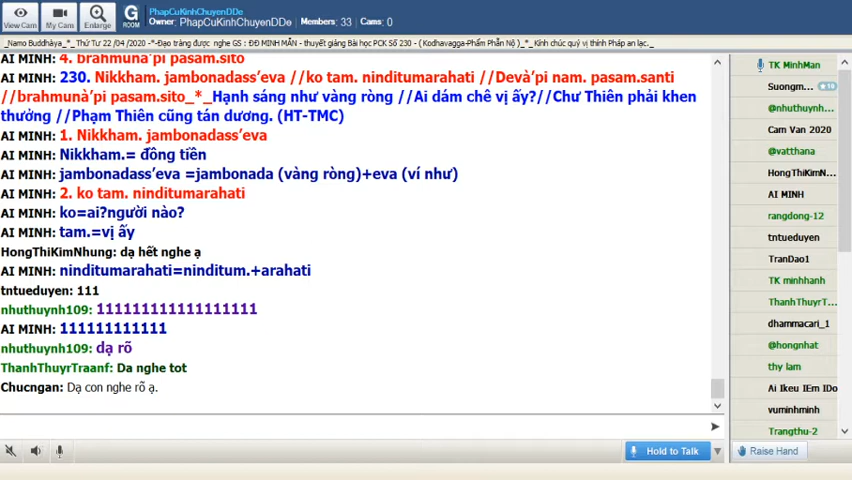 View Cam
My Cam
Enlarge
ROOM
PhapCuKinhChuyenDDe
Owner: PhapCuKinhChuyenDDe Members: 33 Cams: 0
_Namo Buddhàya_*_ Thứ Tư 22 /04 /2020 -*-Đạo tràng được nghe GS : ĐĐ MINH MẪN - thuyết giảng Bài học PCK Số 230 - ( Kodhavagga-Phẩm Phẫn Nộ )_*_Kính chúc quý vị thính Pháp an lạc._
AI MINH: 4. brahmunà'pi pasam.sito
AI MINH: 230. Nikkham. jambonadass'eva //ko tam. ninditumarahati //Devà'pi nam. pasam.santi
//brahmunà'pi pasam.sito_*_Hạnh sáng như vàng ròng //Ai dám chê vị ấy?//Chư Thiên phải khen
thưởng //Phạm Thiên cũng tán dương. (HT-TMC)
AI MINH: 1. Nikkham. jambonadass'eva
AI MINH: Nikkham.= đồng tiền
AI MINH: jambonadass'eva =jambonada (vàng ròng)+eva (ví như)
AI MINH: 2. ko tam. ninditumarahati
AI MINH: ko=ai?người nào?
AI MINH: tam.=vị ấy
HongThiKimNhung: dạ hết nghe ạ
AI MINH: ninditumarahati=ninditum.+arahati
tntueduyen: 111
nhuthuynh109: 11111111111111111
AI MINH: 111111111111
nhuthuynh109: dạ rõ
ThanhThuyrTraanf: Da nghe tot
Chucngan: Dạ con nghe rõ ạ.
TK MinhMan
Suongm... 10
@nhuthuynh...
Cam Van 2020
@vatthana
HongThiKimN...
AI MINH
rangdong-12
tntueduyen
TranDao1
TK minhhanh
ThanhThuyrT...
dhammacari_1
@hongnhat
thy lam
Ai Ikeu IEm IDo
vuminhminh
Trangthu-2
Hold to Talk
Raise Hand